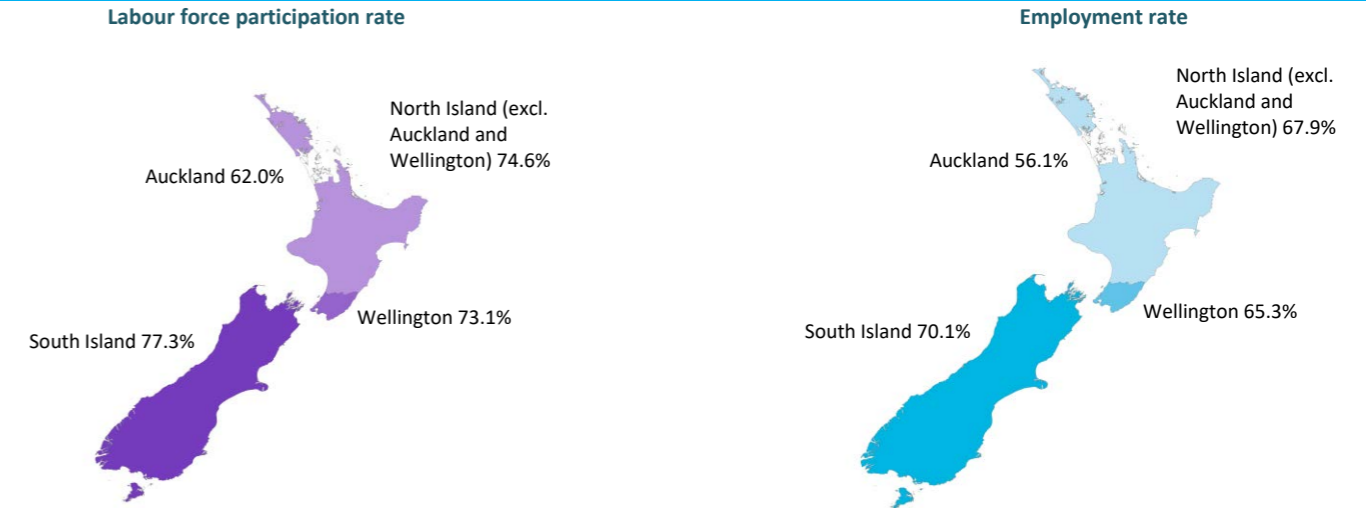 Labour force participation rate
North Island (excl.
Auckland and
Wellington) 74.6%
Auckland 62.0%
Wellington 73.1%
South Island 77.3%
Employment rate
North Island (excl.
Auckland and
Wellington) 67.9%
Auckland 56.1%
Wellington 65.3%
South Island 70.1%